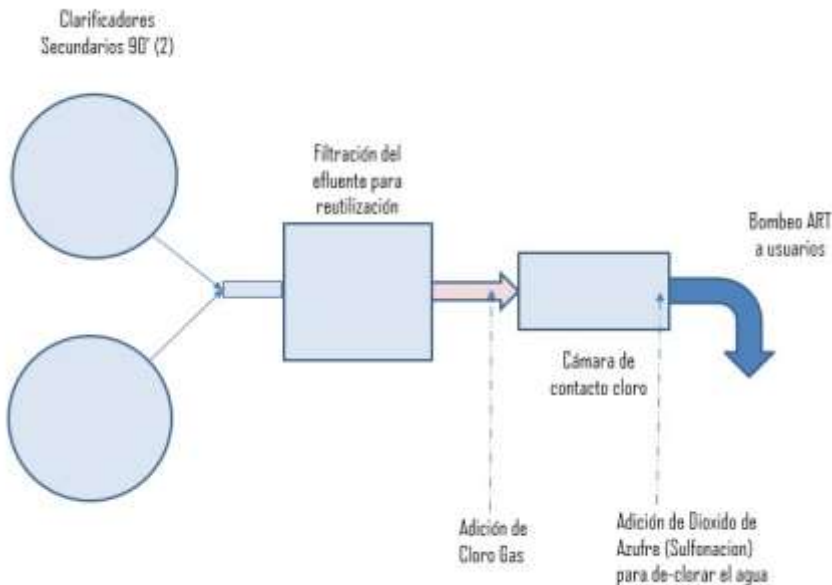 Clarificadores
Secundarios 90' (2)
Filtración del
efluente para
reutilización
Bombeo ART
a usuarios
Cámara de
contacto cloro
Adición de
Cloro Gas
Adición de Dioxido de
Azufre (Sulfonacion)
para de-clorar el agua